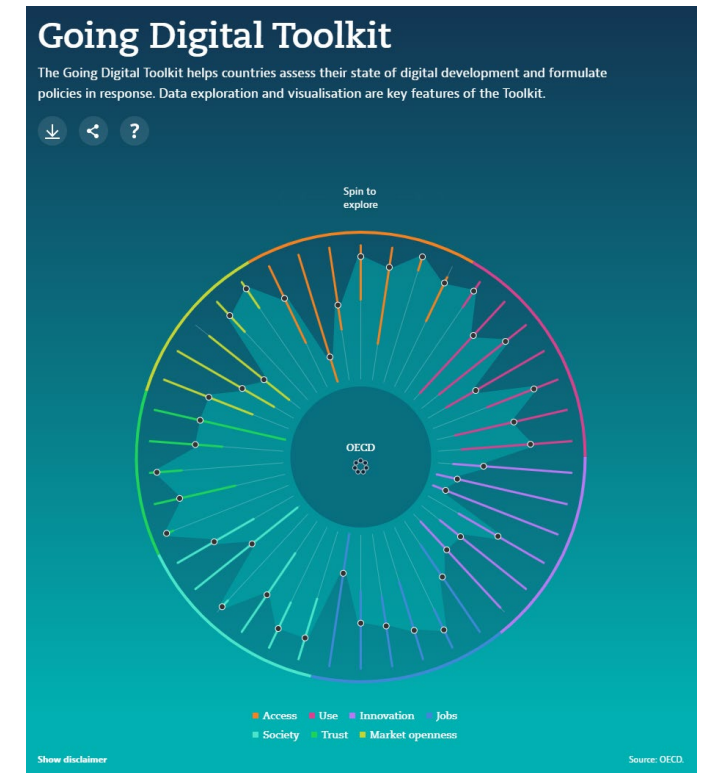 Going Digital Toolkit
The Going Digital Toolkit helps countries assess their state of digital development and formulate
policies in response. Data exploration and visualisation are key features of the Toolkit.
?
Spin to
explore
OECD
Access Use Innovation Jobs
Society Trust Market openness
Show disclaimer
Source: OECD.